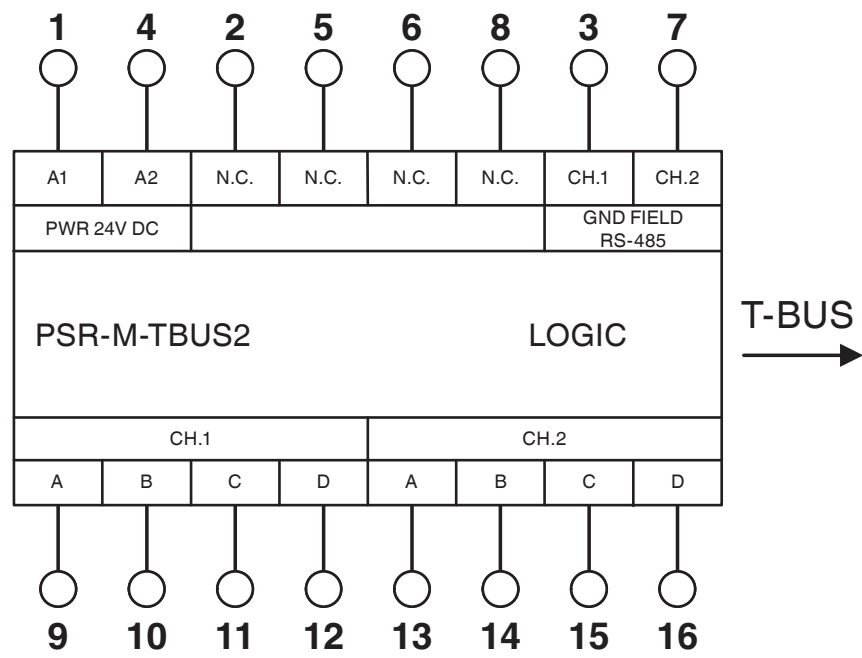 1 4 2 5 6 8 3 7
A1 A2 N.C. N.C. N.C. N.C. CH.1 CH.2
PWR 24V DC GND FIELD
RS-485
T-BUS
PSR-M-TBUS2 LOGIC
CH.1 CH.2
A B C D A B C D
9 10 11 12 13 14 15 16